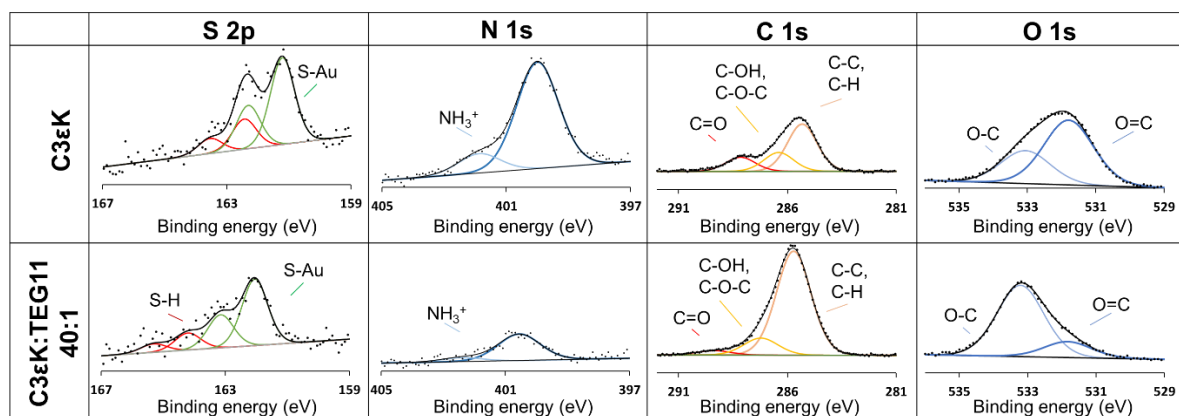 S 2p
N 1s
C 1s
O 1s
C3εK
S-Au
167
163
159
Binding energy (eV)
NH₃⁺
405
401
397
Binding energy (eV)
C=O
C-OH,
C-O-C
C-C,
C-H
291
286
281
Binding energy (eV)
O-C
O=C
535
533
531
529
Binding energy (eV)
C3εK:TEG11
40:1
S-H
S-Au
167
163
159
Binding energy (eV)
NH₃⁺
405
401
397
Binding energy (eV)
C=O
C-OH,
C-O-C
C-C,
C-H
291
286
281
Binding energy (eV)
O-C
O=C
535
533
531
529
Binding energy (eV)